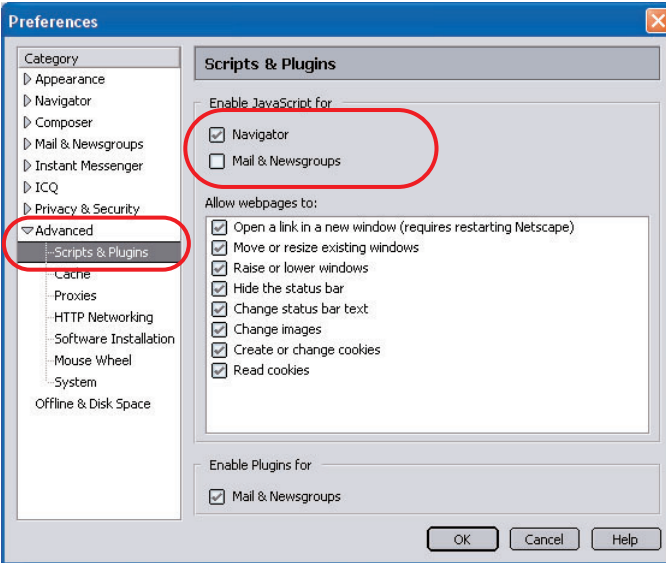 Preferences
Category
Appearance
Navigator
Composer
Mail & Newsgroups
Instant Messenger
ICQ
Privacy & Security
Advanced
Scripts & Plugins
Cache
Proxies
HTTP Networking
Software Installation
Mouse Wheel
System
Offline & Disk Space
Scripts & Plugins
Enable JavaScript for
Navigator
Mail & Newsgroups
Allow webpages to:
Open a link in a new window (requires restarting Netscape)
Move or resize existing windows
Raise or lower windows
Hide the status bar
Change status bar text
Change images
Create or change cookies
Read cookies
Enable Plugins for
Mail & Newsgroups
OK Cancel Help